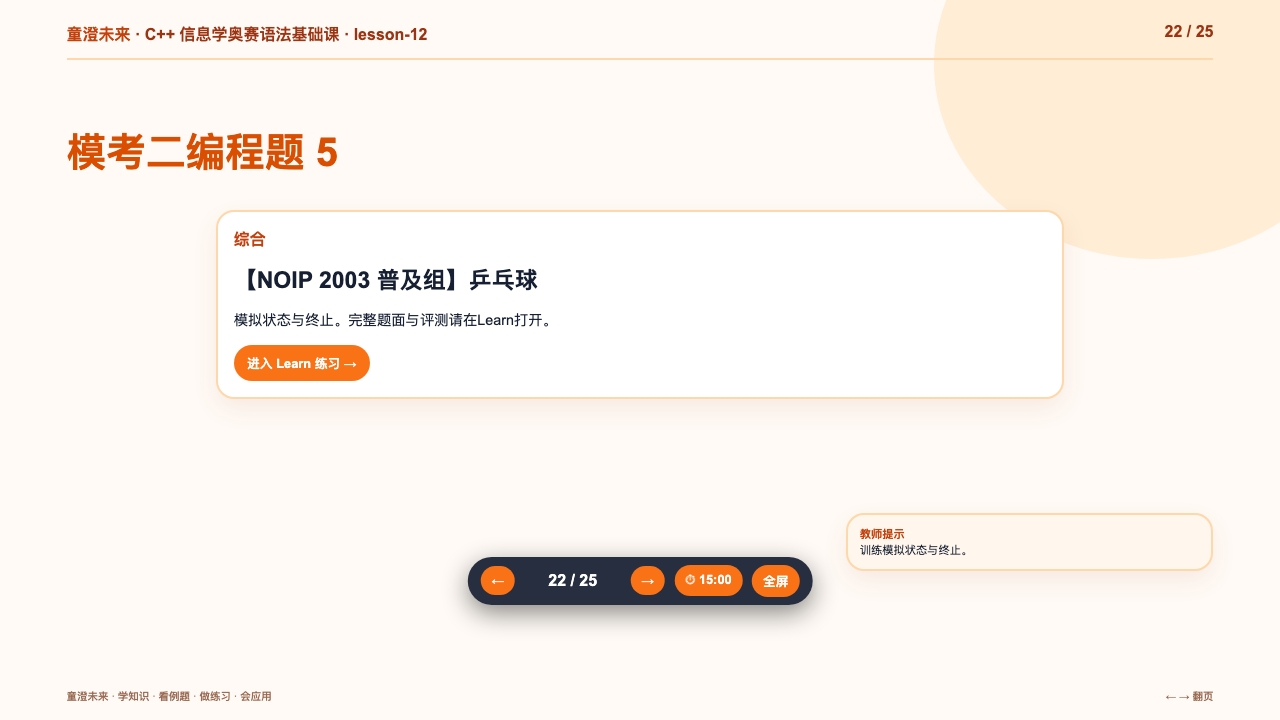 童澄未来 · C++ 信息学奥赛语法基础课 · lesson-12
22 / 25
模考二编程题 5
综合
【NOIP 2003 普及组】乒乓球
模拟状态与终止。完整题面与评测请在Learn打开。
进入 Learn 练习 →
教师提示
训练模拟状态与终止。
← 22 / 25 → ⏱ 15:00 全屏
童澄未来 · 学知识 · 看例题 · 做练习 · 会应用
← → 翻页